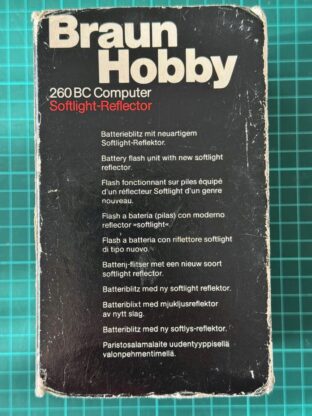 Braun
Hobby
260 BC Computer
Softlight-Reflector
Batterieblitz mit neuartigem
Softlight-Reflektor.
Battery flash unit with new softlight
reflector.
Flash fonctionnant sur piles équipé
d'un réflecteur Softlight d'un genre
nouveau.
Flash a bateria (pilas) con moderno
reflector »softlight«.
Flash a batteria con riflettore softlight
di tipo nuovo.
Batterij-flitser met een nieuw soort
softlight reflector.
Batteriblitz med ny softlight reflektor.
Batteriblixt med mjukljusreflektor
av nytt slag.
Batteriblitz med ny softlys-reflektor.
Paristosalamalaite uudentyyppisellä
valonpehmentimellä.